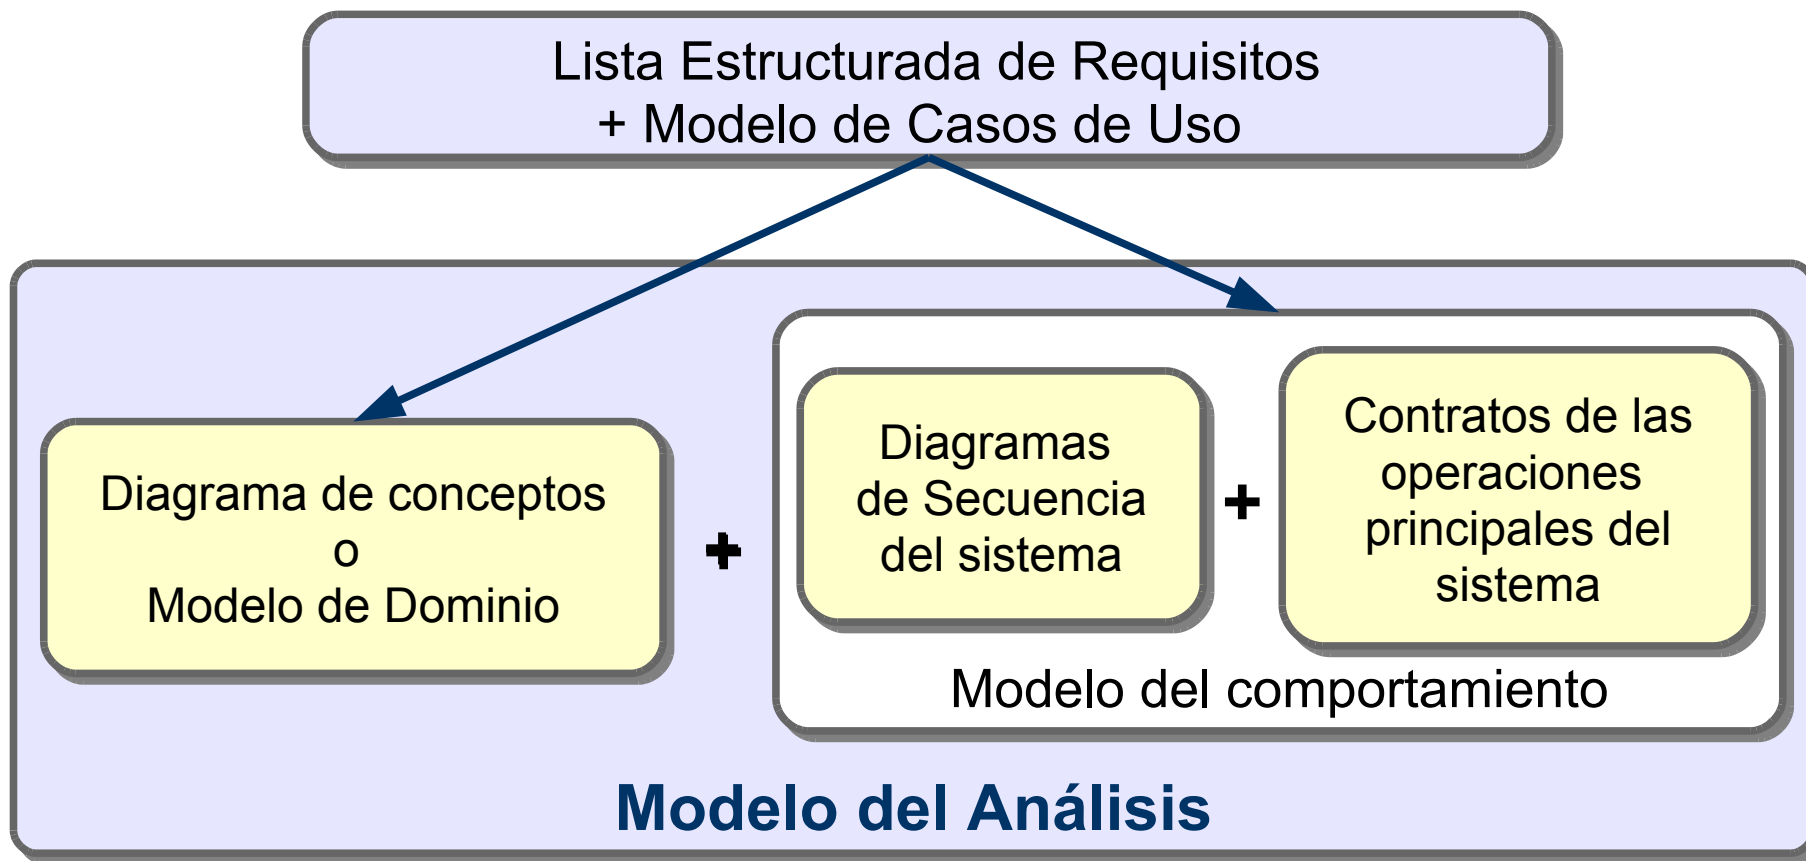 Lista Estructurada de Requisitos
+ Modelo de Casos de Uso
Diagrama de conceptos
o
Modelo de Dominio
+
Diagramas
de Secuencia
del sistema
+
Contratos de las
operaciones
principales del
sistema
Modelo del comportamiento
Modelo del Análisis